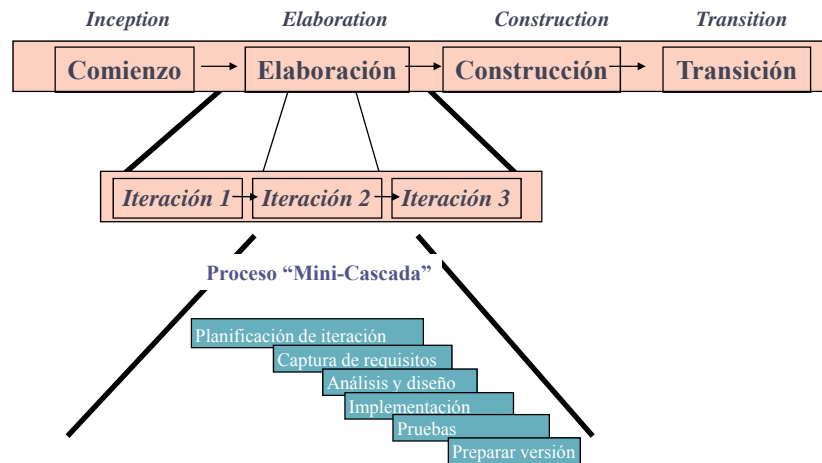 Inception Elaboration Construction Transition
Comienzo Elaboración Construcción Transición
Iteración 1 Iteración 2 Iteración 3
Proceso “Mini-Cascada”
Planificación de iteración
Captura de requisitos
Análisis y diseño
Implementación
Pruebas
Preparar versión